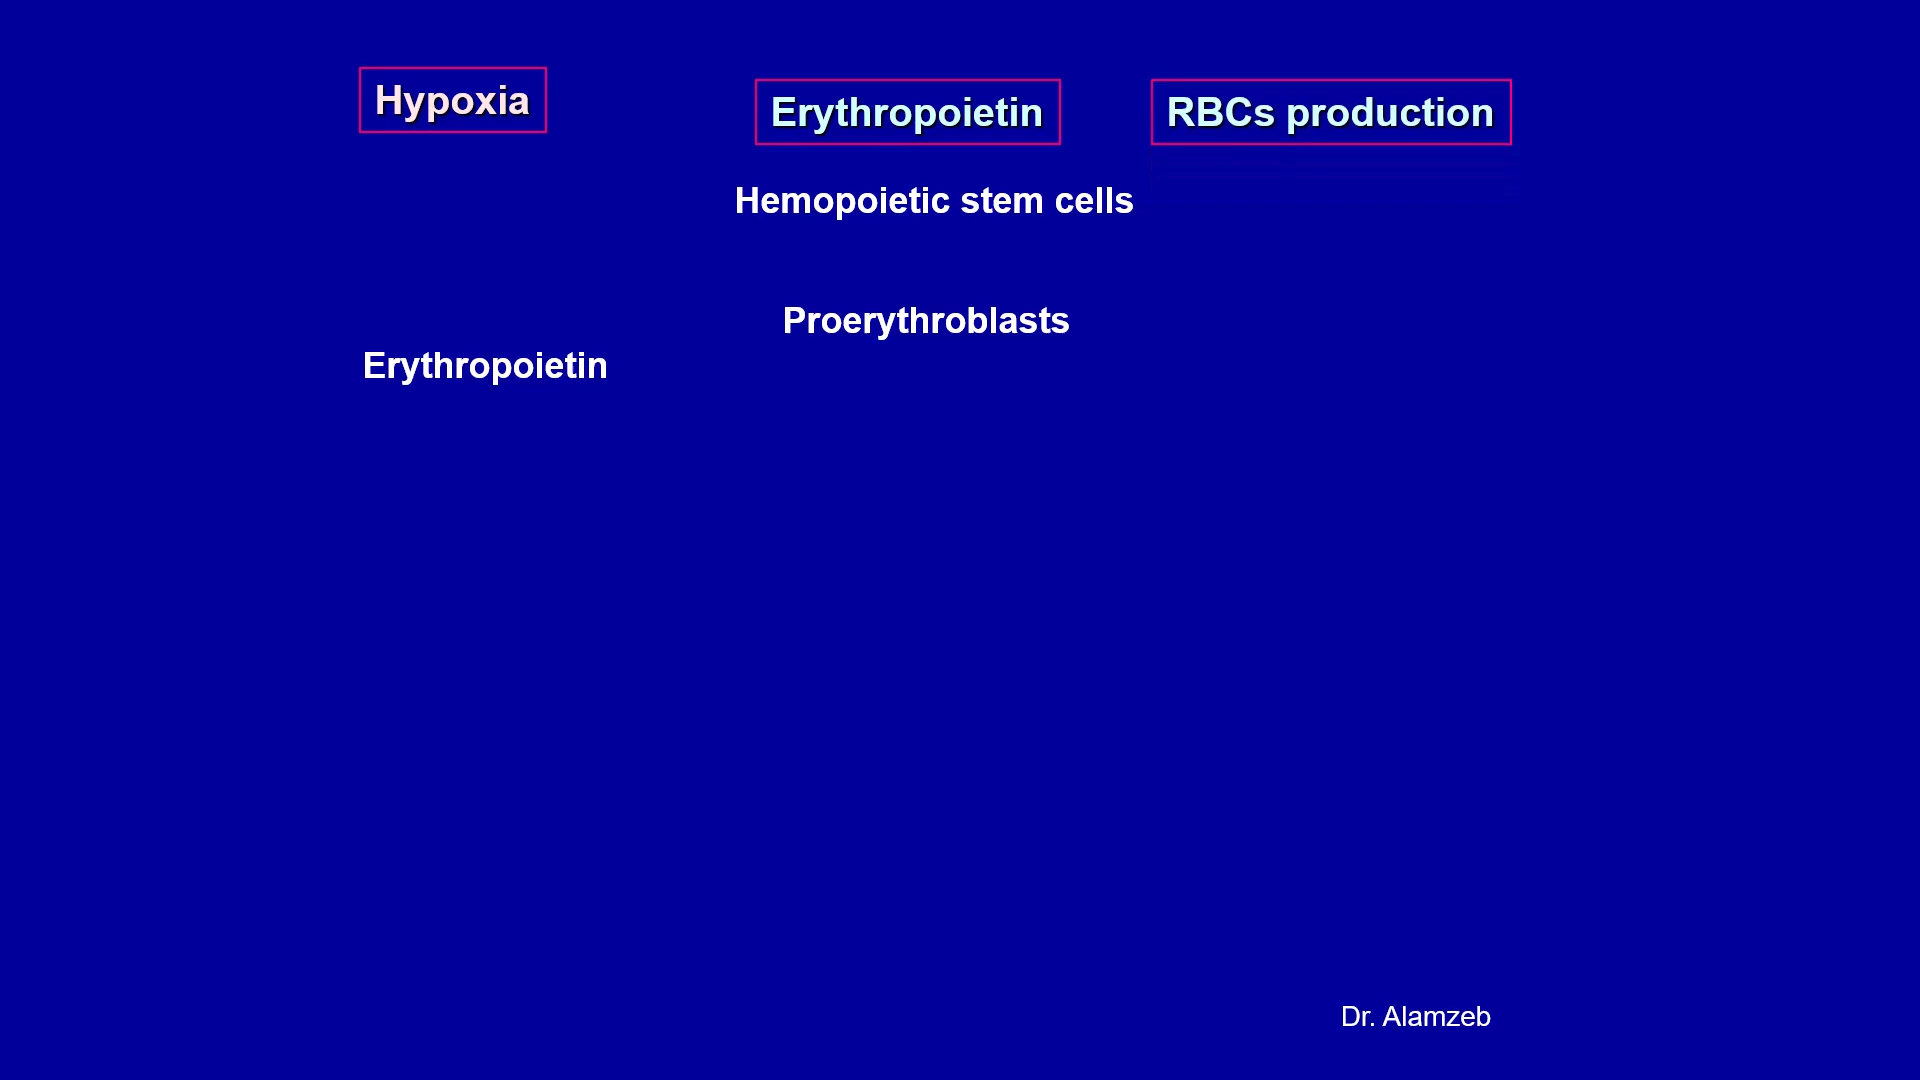 Hypoxia
Erythropoietin
RBCs production
Hemopoietic stem cells
Proerythroblasts
Erythropoietin
Dr. Alamzeb